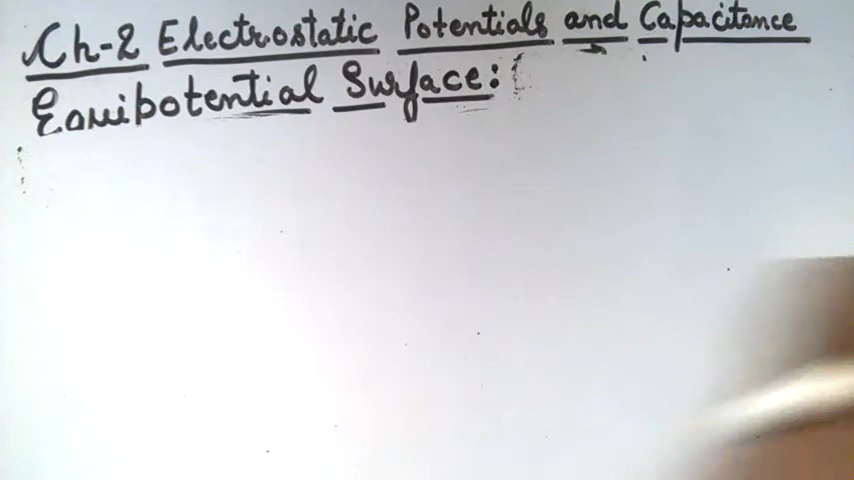 Ch-2 Electrostatic Potentials and Capacitance
Equipotential Surface: